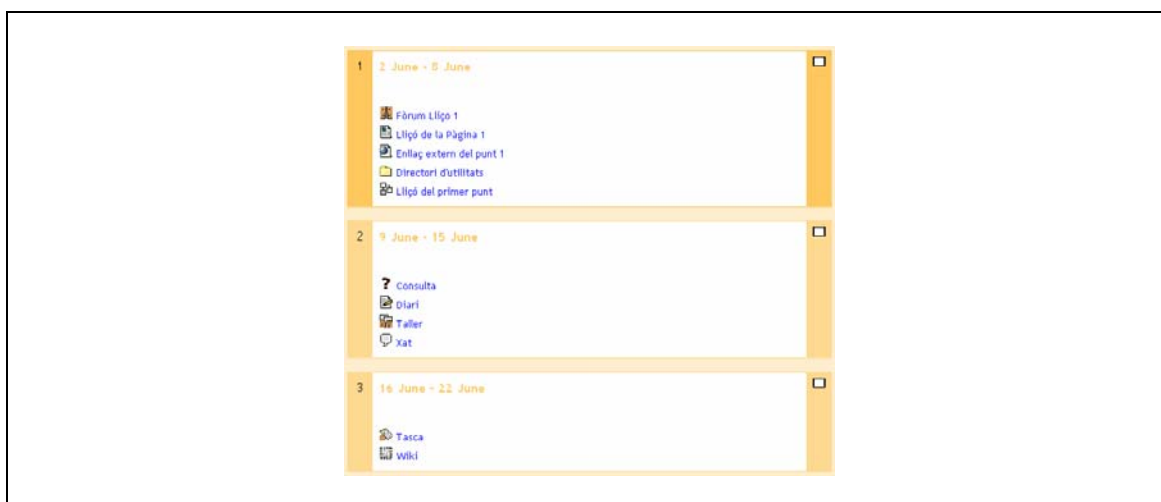 1 2 June - 8 June
Fòrum Lliço 1
Lliçó de la Pàgina 1
Enllaç extern del punt 1
Directori d'utilitats
Lliçó del primer punt
2 9 June - 15 June
? Consulta
Diari
Taller
Xat
3 16 June - 22 June
Tasca
Wiki